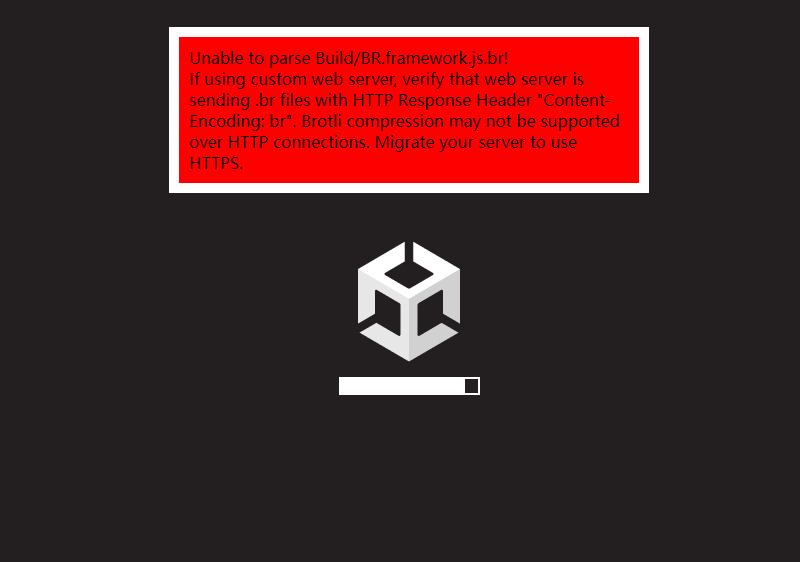 Unable to parse Build/BR.framework.js.br!
If using custom web server, verify that web server is
sending .br files with HTTP Response Header "Content-
Encoding: br". Brotli compression may not be supported
over HTTP connections. Migrate your server to use
HTTPS.